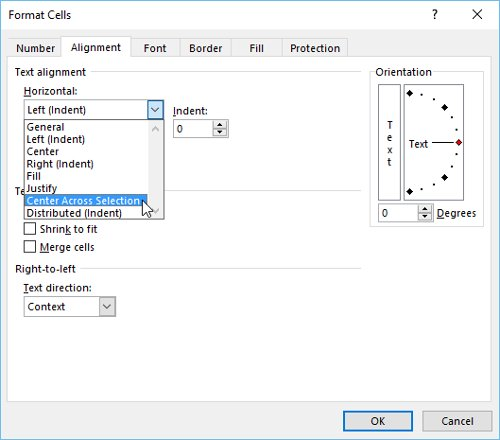 Format Cells
?
Number
Alignment
Font
Border
Fill
Protection
Text alignment
Horizontal:
Left (Indent)
Indent:
0
General
Left (Indent)
Center
Right (Indent)
Fill
Justify
Center Across Selection
Distributed (Indent)
Shrink to fit
Merge cells
Right-to-left
Text direction:
Context
Orientation
Text
Text
0 Degrees
OK
Cancel